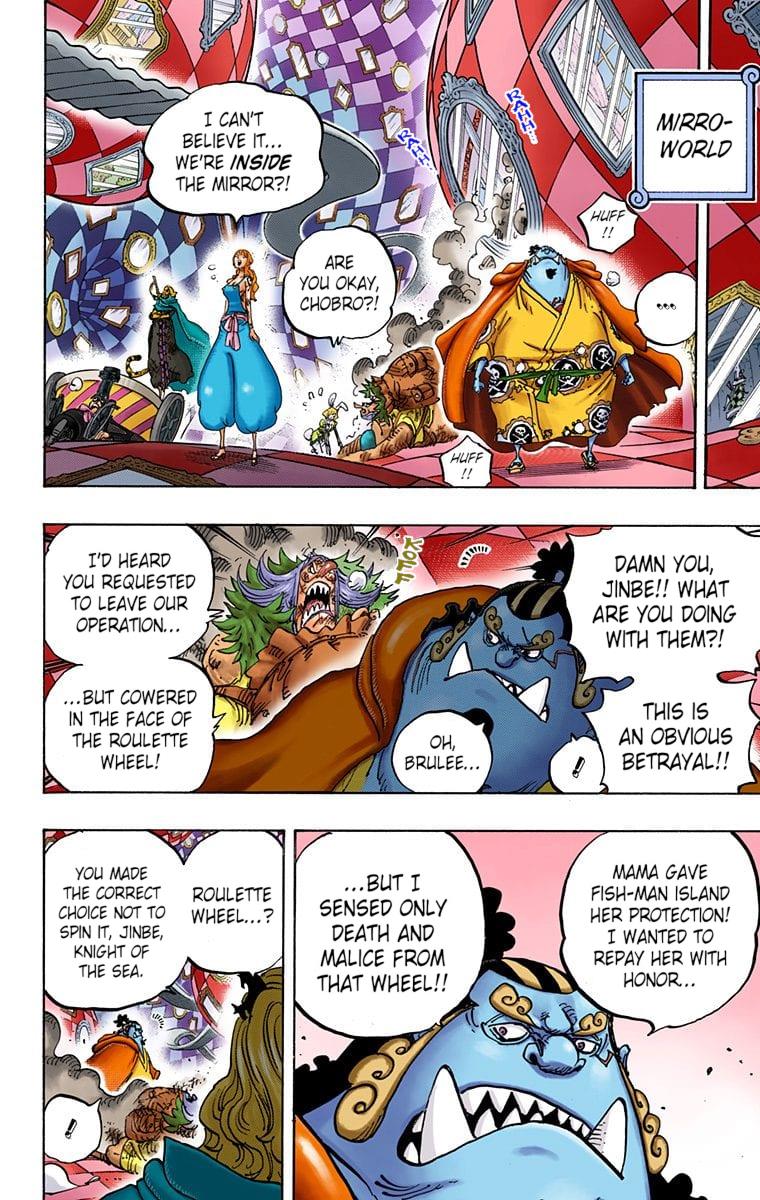 MIRRO-
WORLD
...
RAHH...
HUFF
!!
RAHH
HUFF
!!
ARE
YOU OKAY,
CHOBRO?!
I CAN'T
BELIEVE IT...
WE'RE INSIDE
THE MIRROR?!
DAMN YOU,
JINBE!! WHAT
ARE YOU DOING
WITH THEM?!
THIS IS
AN OBVIOUS
BETRAYAL!!
!
OH,
BRULEE...
I'D HEARD
YOU REQUESTED
TO LEAVE OUR
OPERATION...
...BUT COWERED
IN THE FACE OF
THE ROULETTE
WHEEL!
MAMA GAVE
FISH-MAN ISLAND
HER PROTECTION!
I WANTED TO
REPAY HER WITH
HONOR...
...BUT I
SENSED ONLY
DEATH AND
MALICE FROM
THAT WHEEL!!
ROULETTE
WHEEL...?
YOU MADE
THE CORRECT
CHOICE NOT TO
SPIN IT, JINBE,
KNIGHT OF
THE SEA.
!